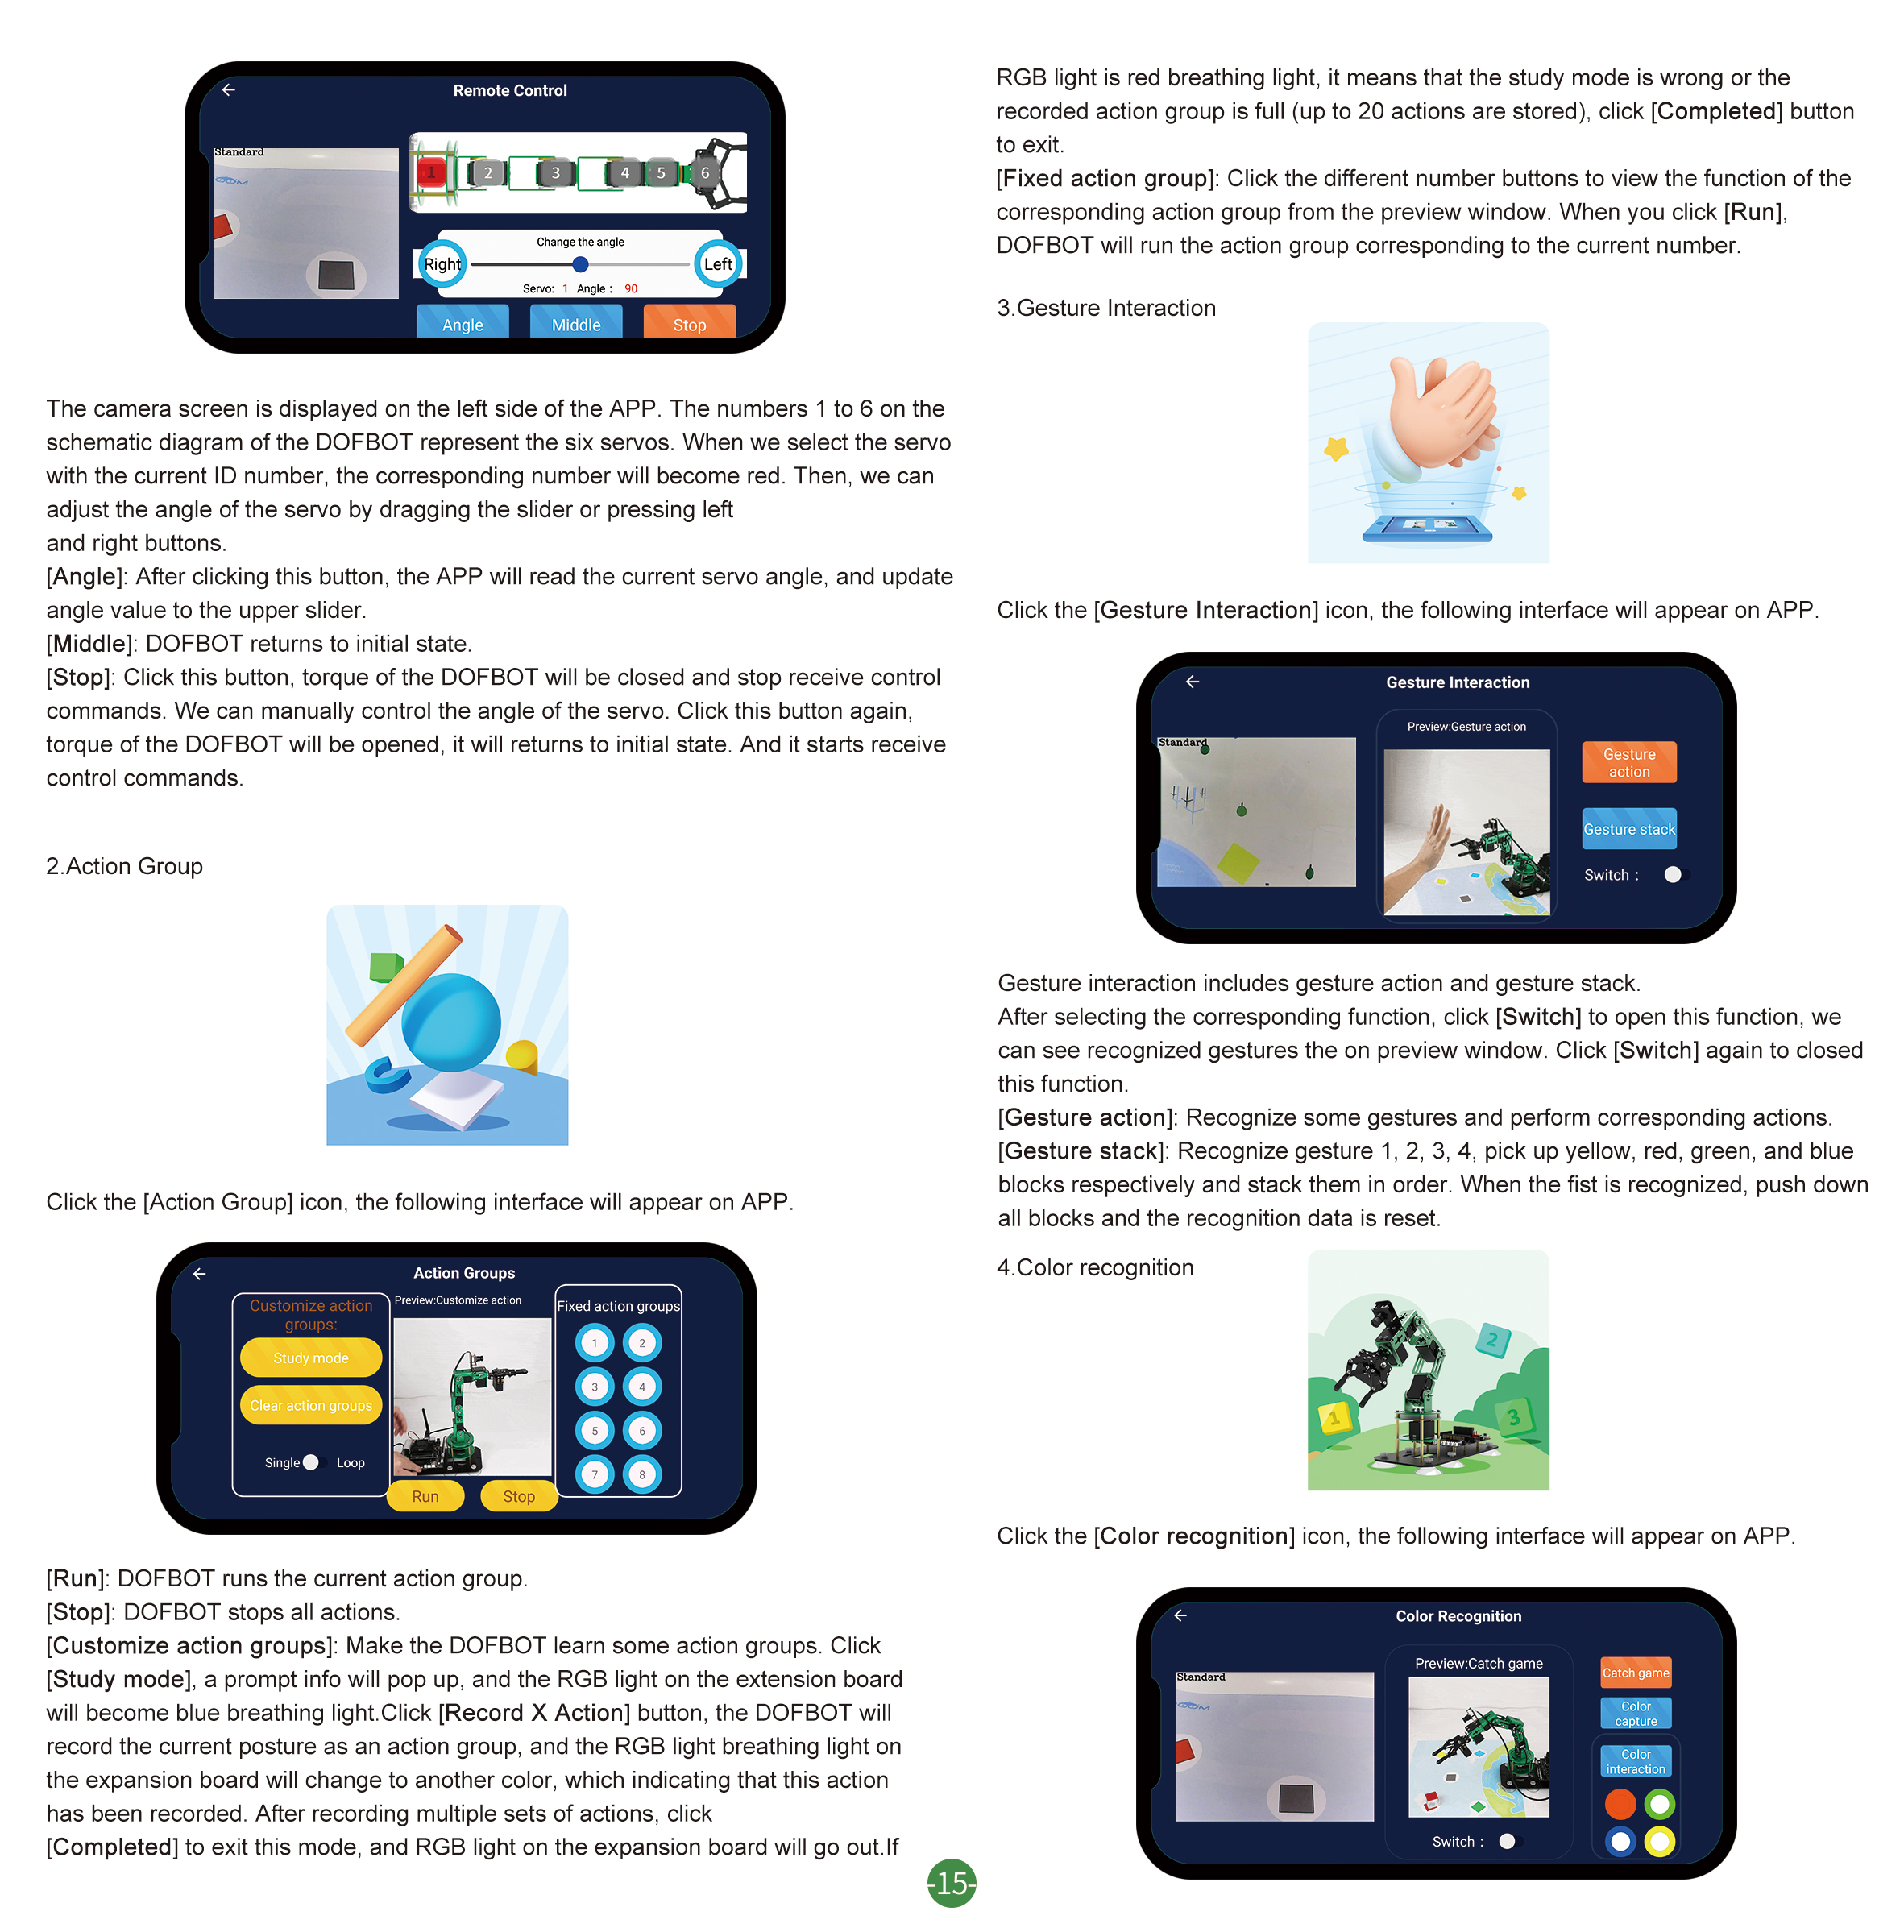 Remote Control
Standard
1 2 3 4 5 6
Change the angle
Right Left
Servo: 1 Angle : 90
Angle Middle Stop
The camera screen is displayed on the left side of the APP. The numbers 1 to 6 on the
schematic diagram of the DOFBOT represent the six servos. When we select the servo
with the current ID number, the corresponding number will become red. Then, we can
adjust the angle of the servo by dragging the slider or pressing left
and right buttons.
[Angle]: After clicking this button, the APP will read the current servo angle, and update
angle value to the upper slider.
[Middle]: DOFBOT returns to initial state.
[Stop]: Click this button, torque of the DOFBOT will be closed and stop receive control
commands. We can manually control the angle of the servo. Click this button again,
torque of the DOFBOT will be opened, it will returns to initial state. And it starts receive
control commands.
2.Action Group
Click the [Action Group] icon, the following interface will appear on APP.
Action Groups
Customize action
groups:
Study mode
Clear action groups
Single Loop
Preview:Customize action
Run Stop
Fixed action groups
1 2
3 4
5 6
7 8
[Run]: DOFBOT runs the current action group.
[Stop]: DOFBOT stops all actions.
[Customize action groups]: Make the DOFBOT learn some action groups. Click
[Study mode], a prompt info will pop up, and the RGB light on the extension board
will become blue breathing light.Click [Record X Action] button, the DOFBOT will
record the current posture as an action group, and the RGB light breathing light on
the expansion board will change to another color, which indicating that this action
has been recorded. After recording multiple sets of actions, click
[Completed] to exit this mode, and RGB light on the expansion board will go out.If
RGB light is red breathing light, it means that the study mode is wrong or the
recorded action group is full (up to 20 actions are stored), click [Completed] button
to exit.
[Fixed action group]: Click the different number buttons to view the function of the
corresponding action group from the preview window. When you click [Run],
DOFBOT will run the action group corresponding to the current number.
3.Gesture Interaction
Click the [Gesture Interaction] icon, the following interface will appear on APP.
Gesture Interaction
Standard
Preview:Gesture action
Gesture
action
Gesture stack
Switch :
Gesture interaction includes gesture action and gesture stack.
After selecting the corresponding function, click [Switch] to open this function, we
can see recognized gestures the on preview window. Click [Switch] again to closed
this function.
[Gesture action]: Recognize some gestures and perform corresponding actions.
[Gesture stack]: Recognize gesture 1, 2, 3, 4, pick up yellow, red, green, and blue
blocks respectively and stack them in order. When the fist is recognized, push down
all blocks and the recognition data is reset.
4.Color recognition
1 2 3
Click the [Color recognition] icon, the following interface will appear on APP.
Color Recognition
Standard
Preview:Catch game
Switch :
Catch game
Color
capture
Color
interaction
-15-